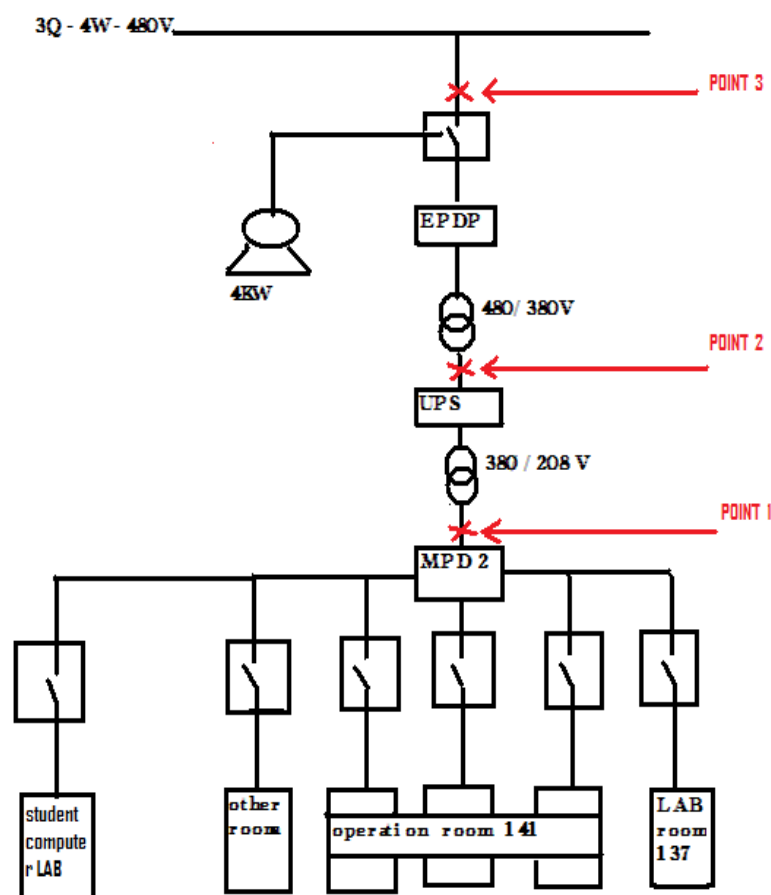 3Q - 4W- 480V
POINT 3
EPDP
4KW
480/ 380V
POINT 2
UPS
380 / 208 V
POINT 1
MPD 2
student
compute
r LAB
other
room
operation room 141
LAB
room
137